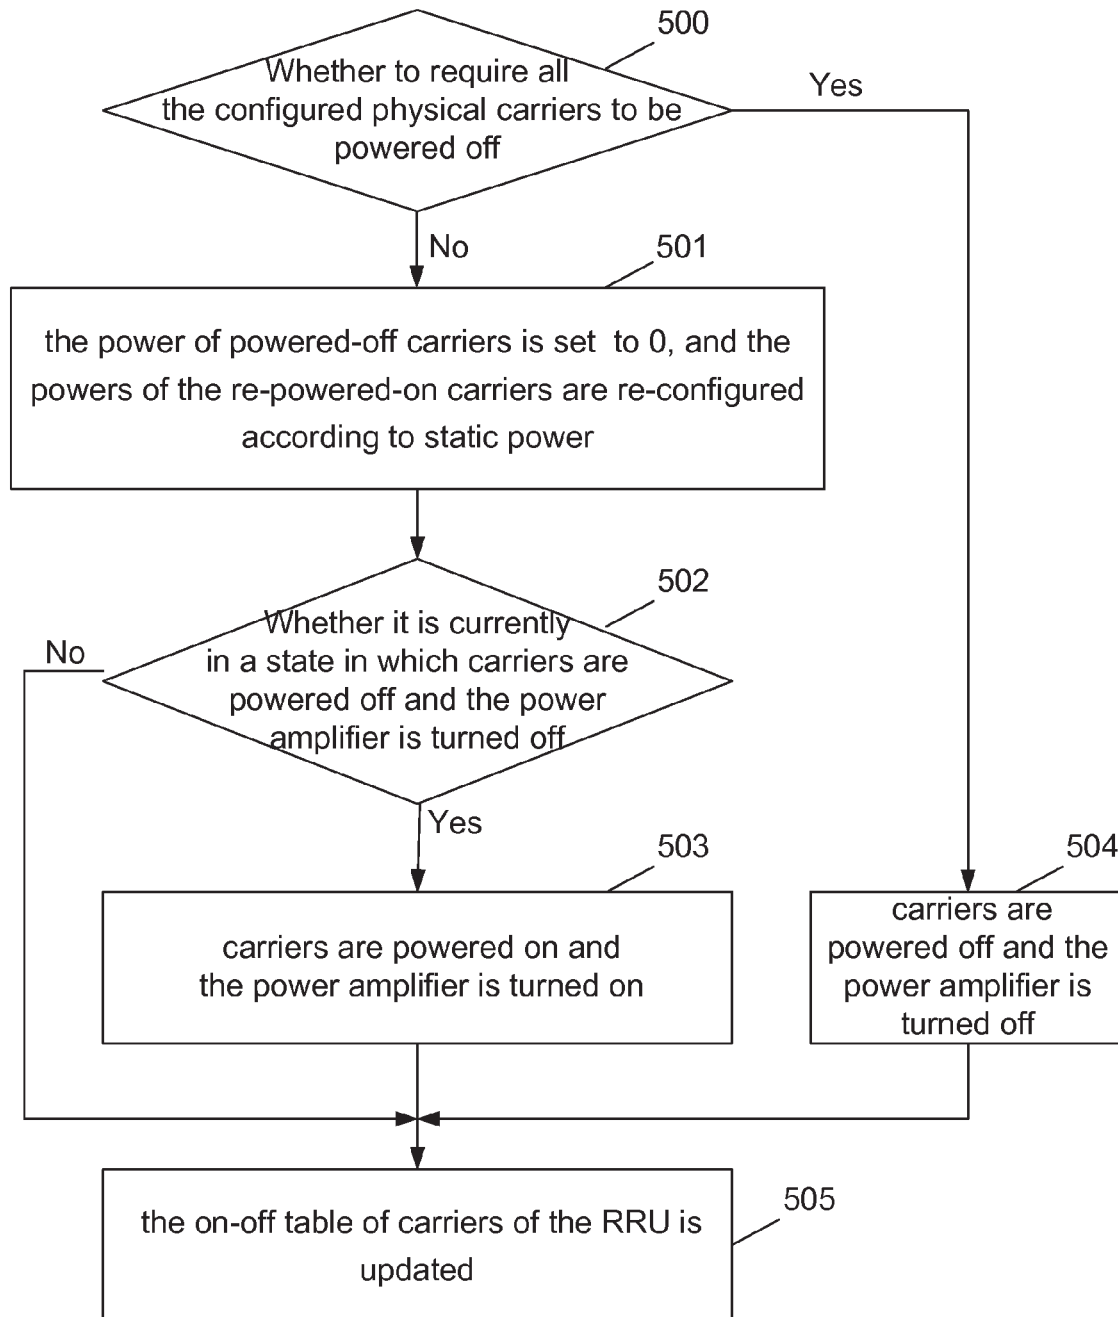 500
Whether to require all
the configured physical carriers to be
powered off
Yes
No
501
the power of powered-off carriers is set to 0, and the
powers of the re-powered-on carriers are re-configured
according to static power
502
Whether it is currently
in a state in which carriers are
powered off and the power
amplifier is turned off
No
Yes
503
carriers are powered on and
the power amplifier is turned on
504
carriers are
powered off and the
power amplifier is
turned off
505
the on-off table of carriers of the RRU is
updated